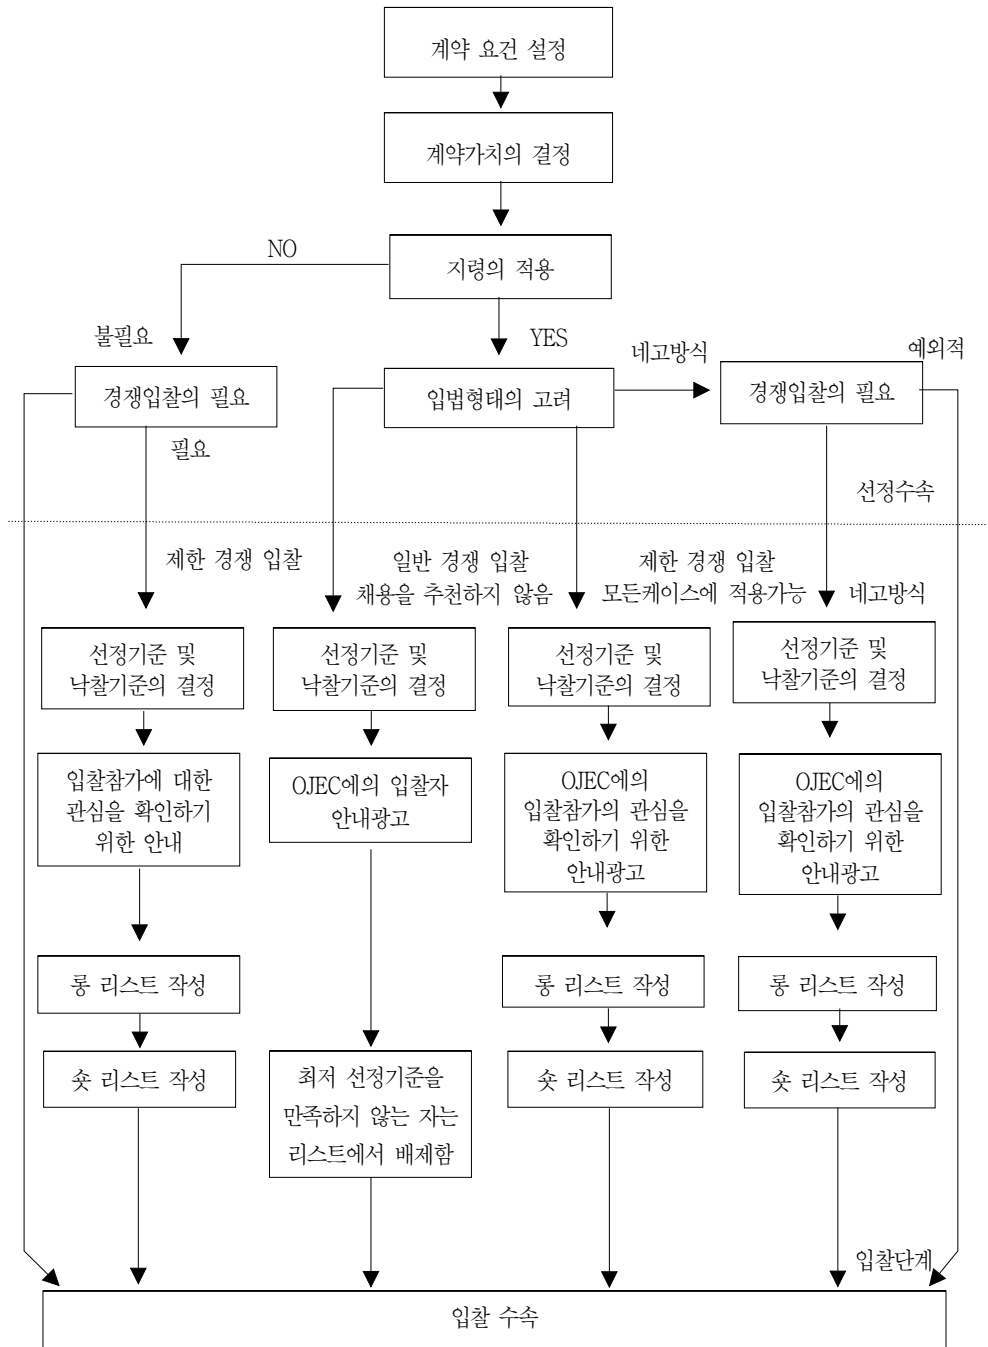 계약 요건 설정
계약가치의 결정
NO
지령의 적용
YES
불필요
네고방식
예외적
경쟁입찰의 필요
입법형태의 고려
경쟁입찰의 필요
필요
선정수속
제한 경쟁 입찰
일반 경쟁 입찰
채용을 추천하지 않음
제한 경쟁 입찰
모든케이스에 적용가능
네고방식
선정기준 및
낙찰기준의 결정
선정기준 및
낙찰기준의 결정
선정기준 및
낙찰기준의 결정
선정기준 및
낙찰기준의 결정
입찰참가에 대한
관심을 확인하기
위한 안내
OJEC에의 입찰자
안내광고
OJEC에의
입찰참가의 관심을
확인하기 위한
안내광고
OJEC에의
입찰참가의 관심을
확인하기 위한
안내광고
롱 리스트 작성
롱 리스트 작성
롱 리스트 작성
숏 리스트 작성
최저 선정기준을
만족하지 않는 자는
리스트에서 배제함
숏 리스트 작성
숏 리스트 작성
입찰단계
입찰 수속